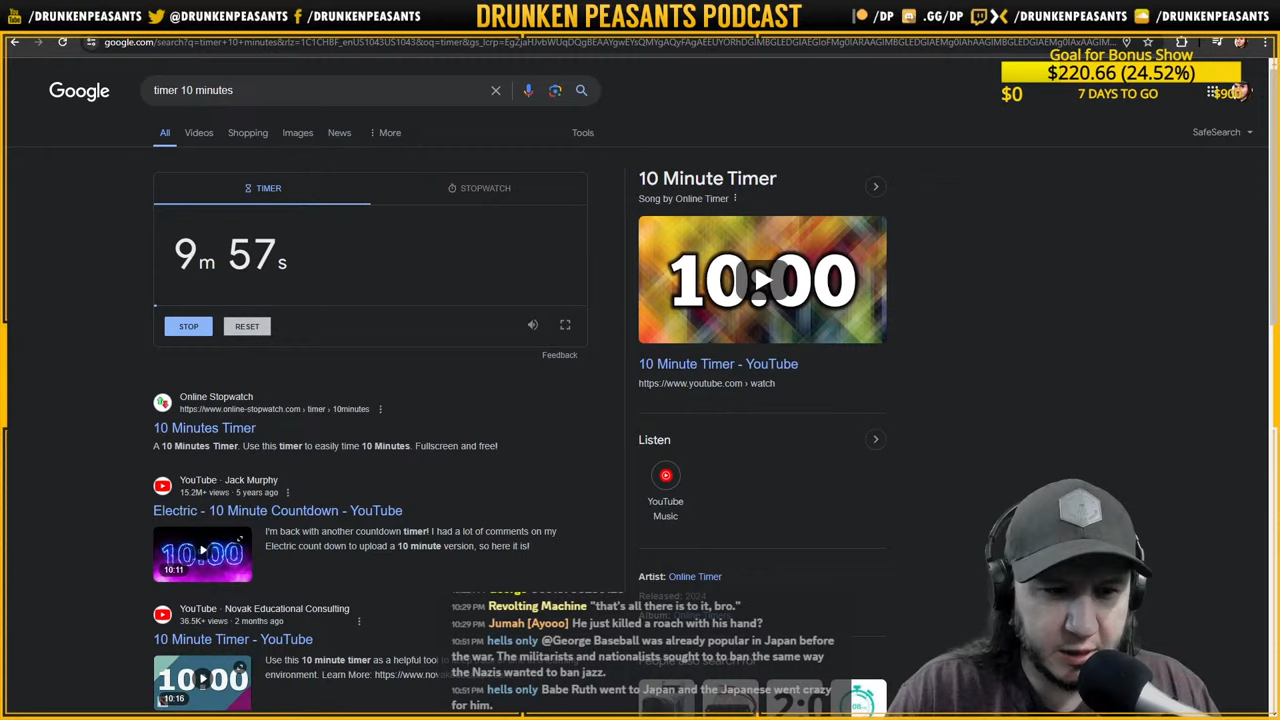 /DRUNKENPEASANTS @DRUNKENPEASANTS /DRUNKENPEASANTS
DRUNKEN PEASANTS PODCAST
/DP .GG/DP /DRUNKENPEASANTS /DRUNKENPEASANTS
Goal for Bonus Show
$220.66 (24.52%)
$0 7 DAYS TO GO $900
Google
timer 10 minutes
All Videos Shopping Images News More Tools SafeSearch
TIMER STOPWATCH
9m 57s
STOP RESET
Feedback
Online Stopwatch
https://www.online-stopwatch.com › timer › 10minutes
10 Minutes Timer
A 10 Minutes Timer. Use this timer to easily time 10 Minutes. Fullscreen and free!
YouTube · Jack Murphy
15.2M+ views · 5 years ago
Electric - 10 Minute Countdown - YouTube
10:00
10:11
I'm back with another countdown timer! I had a lot of comments on my
Electric count down to upload a 10 minute version, so here it is!
YouTube · Novak Educational Consulting
36.5K+ views · 2 months ago
10 Minute Timer - YouTube
10:00
10:16
Use this 10 minute timer as a helpful tool
environment. Learn More: https://www.nov
10 Minute Timer
Song by Online Timer
10:00
10 Minute Timer - YouTube
https://www.youtube.com › watch
Listen
YouTube
Music
Artist: Online Timer
Released: 2024
Album: Online Timer
People also search for
10:29 PM Revolting Machine "that's all there is to it, bro."
10:29 PM Jumah [Ayooo] He just killed a roach with his hand?
10:51 PM hells only @George Baseball was already popular in Japan before
the war. The militarists and nationalists sought to ban the same way
the Nazis wanted to ban jazz.
10:51 PM hells only Babe Ruth went to Japan and the Japanese went crazy
for him.